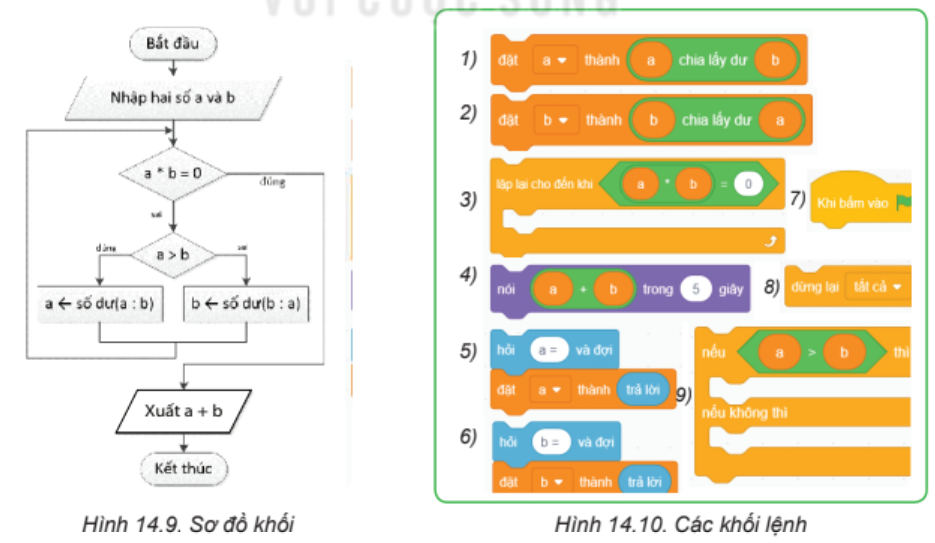 VỚI CUỘC SỐNG
Bắt đầu
Nhập hai số a và b
a * b = 0
đúng
sai
đúng
a > b
sai
a ← số dư(a : b)
b ← số dư(b : a)
Xuất a + b
Kết thúc
Hình 14.9. Sơ đồ khối
1)
đặt a thành a chia lấy dư b
2)
đặt b thành b chia lấy dư a
3)
lặp lại cho đến khi a * b = 0
7)
Khi bấm vào
4)
nói a + b trong 5 giây
8)
dừng lại tất cả
5)
hỏi a = và đợi
đặt a thành trả lời
9)
nếu a > b thì
nếu không thì
6)
hỏi b = và đợi
đặt b thành trả lời
Hình 14.10. Các khối lệnh